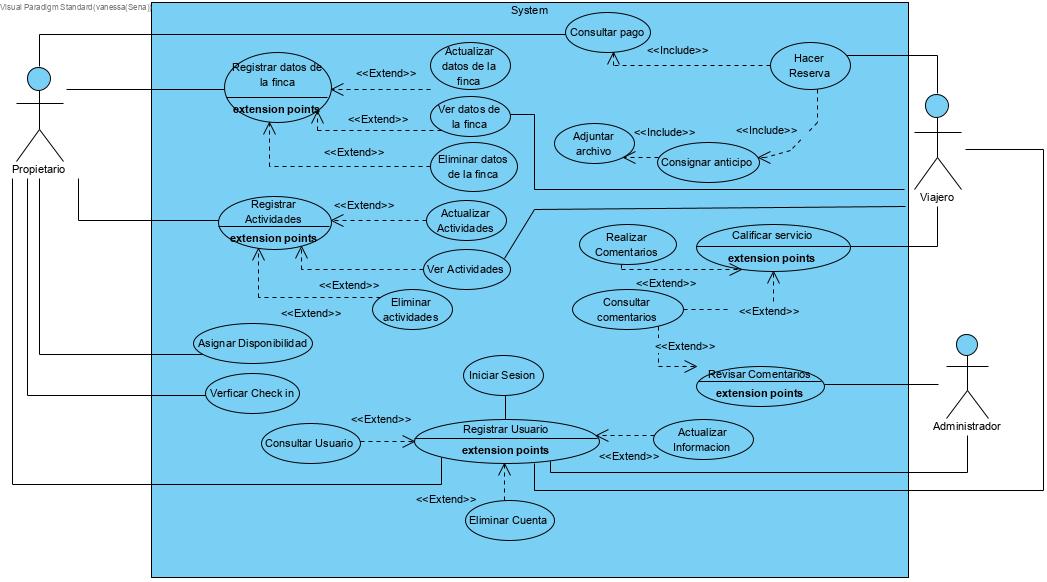 Visual Paradigm Standard(vanessa(Sena))
System
Consultar pago
<<Include>>
Hacer
Reserva
Actualizar
datos de la
finca
<<Extend>>
Registrar datos de
la finca
extension points
Ver datos de
la finca
<<Extend>>
Adjuntar
archivo
<<Include>>
<<Include>>
Consignar anticipo
<<Extend>>
Eliminar datos
de la finca
Propietario
Viajero
Registrar
Actividades
extension points
<<Extend>>
Actualizar
Actividades
Realizar
Comentarios
Calificar servicio
extension points
Ver Actividades
<<Extend>>
<<Extend>>
Eliminar
actividades
<<Extend>>
Consultar
comentarios
<<Extend>>
Asignar Disponibilidad
<<Extend>>
Iniciar Sesion
Revisar Comentarios
extension points
Verficar Check in
<<Extend>>
Administrador
Consultar Usuario
Registrar Usuario
extension points
Actualizar
Informacion
<<Extend>>
<<Extend>>
Eliminar Cuenta